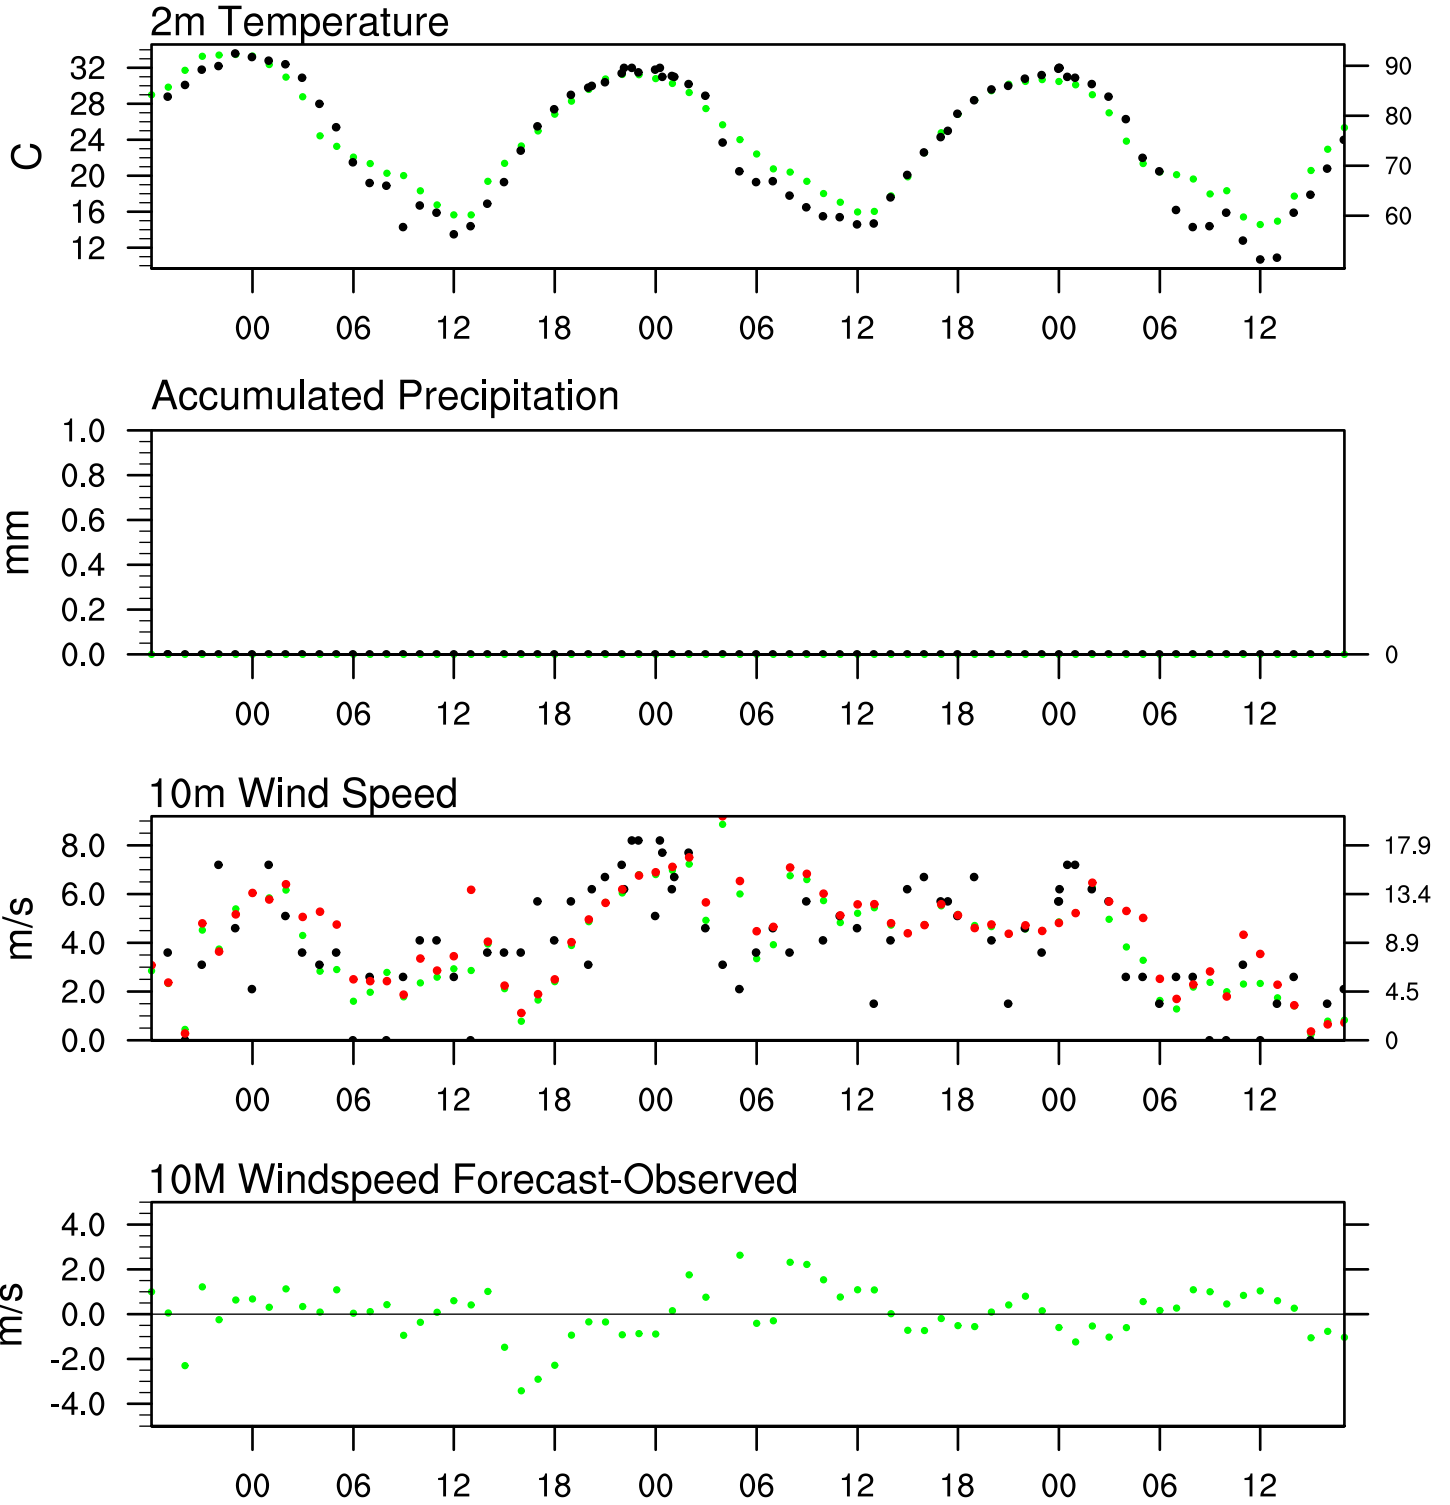 2m Temperature
C
32
28
24
20
16
12
90
80
70
60
00 06 12 18 00 06 12 18 00 06 12
Accumulated Precipitation
mm
1.0
0.8
0.6
0.4
0.2
0.0
0
00 06 12 18 00 06 12 18 00 06 12
10m Wind Speed
m/s
8.0
6.0
4.0
2.0
0.0
17.9
13.4
8.9
4.5
0
00 06 12 18 00 06 12 18 00 06 12
10M Windspeed Forecast-Observed
m/s
4.0
2.0
0.0
-2.0
-4.0
00 06 12 18 00 06 12 18 00 06 12